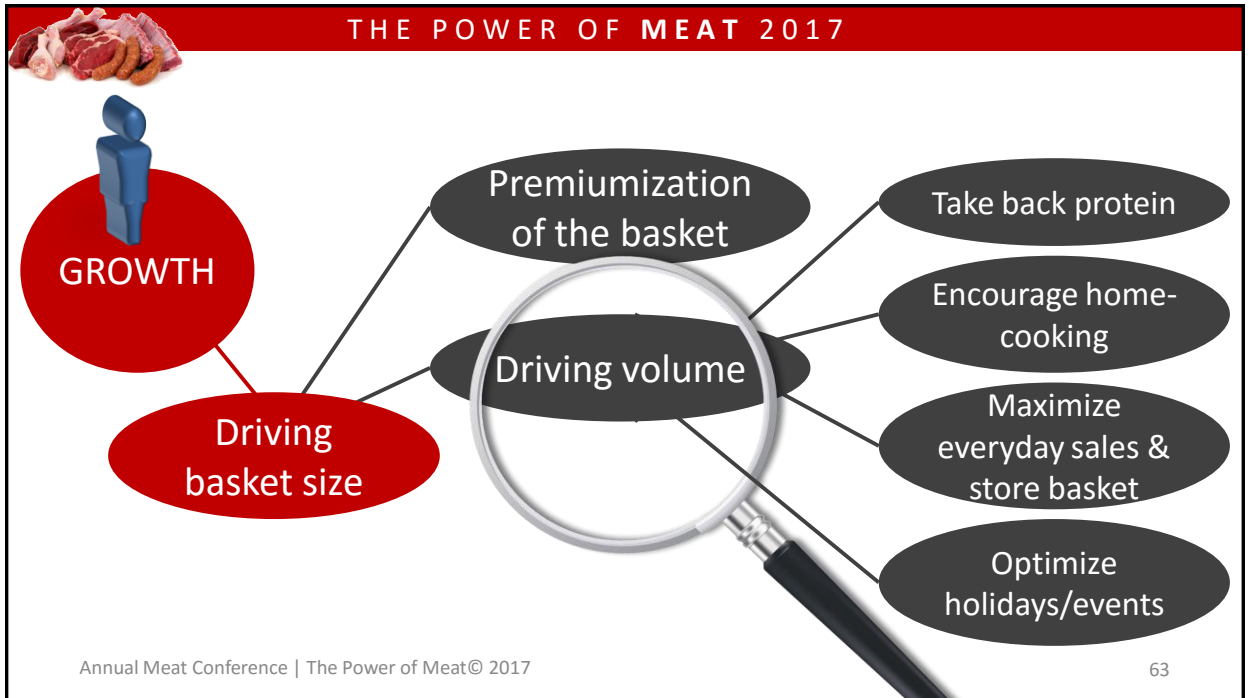 THE POWER OF MEAT 2017
GROWTH
Driving
basket size
Premiumization
of the basket
Driving volume
Take back protein
Encourage home-
cooking
Maximize
everyday sales &
store basket
Optimize
holidays/events
Annual Meat Conference | The Power of Meat© 2017
63